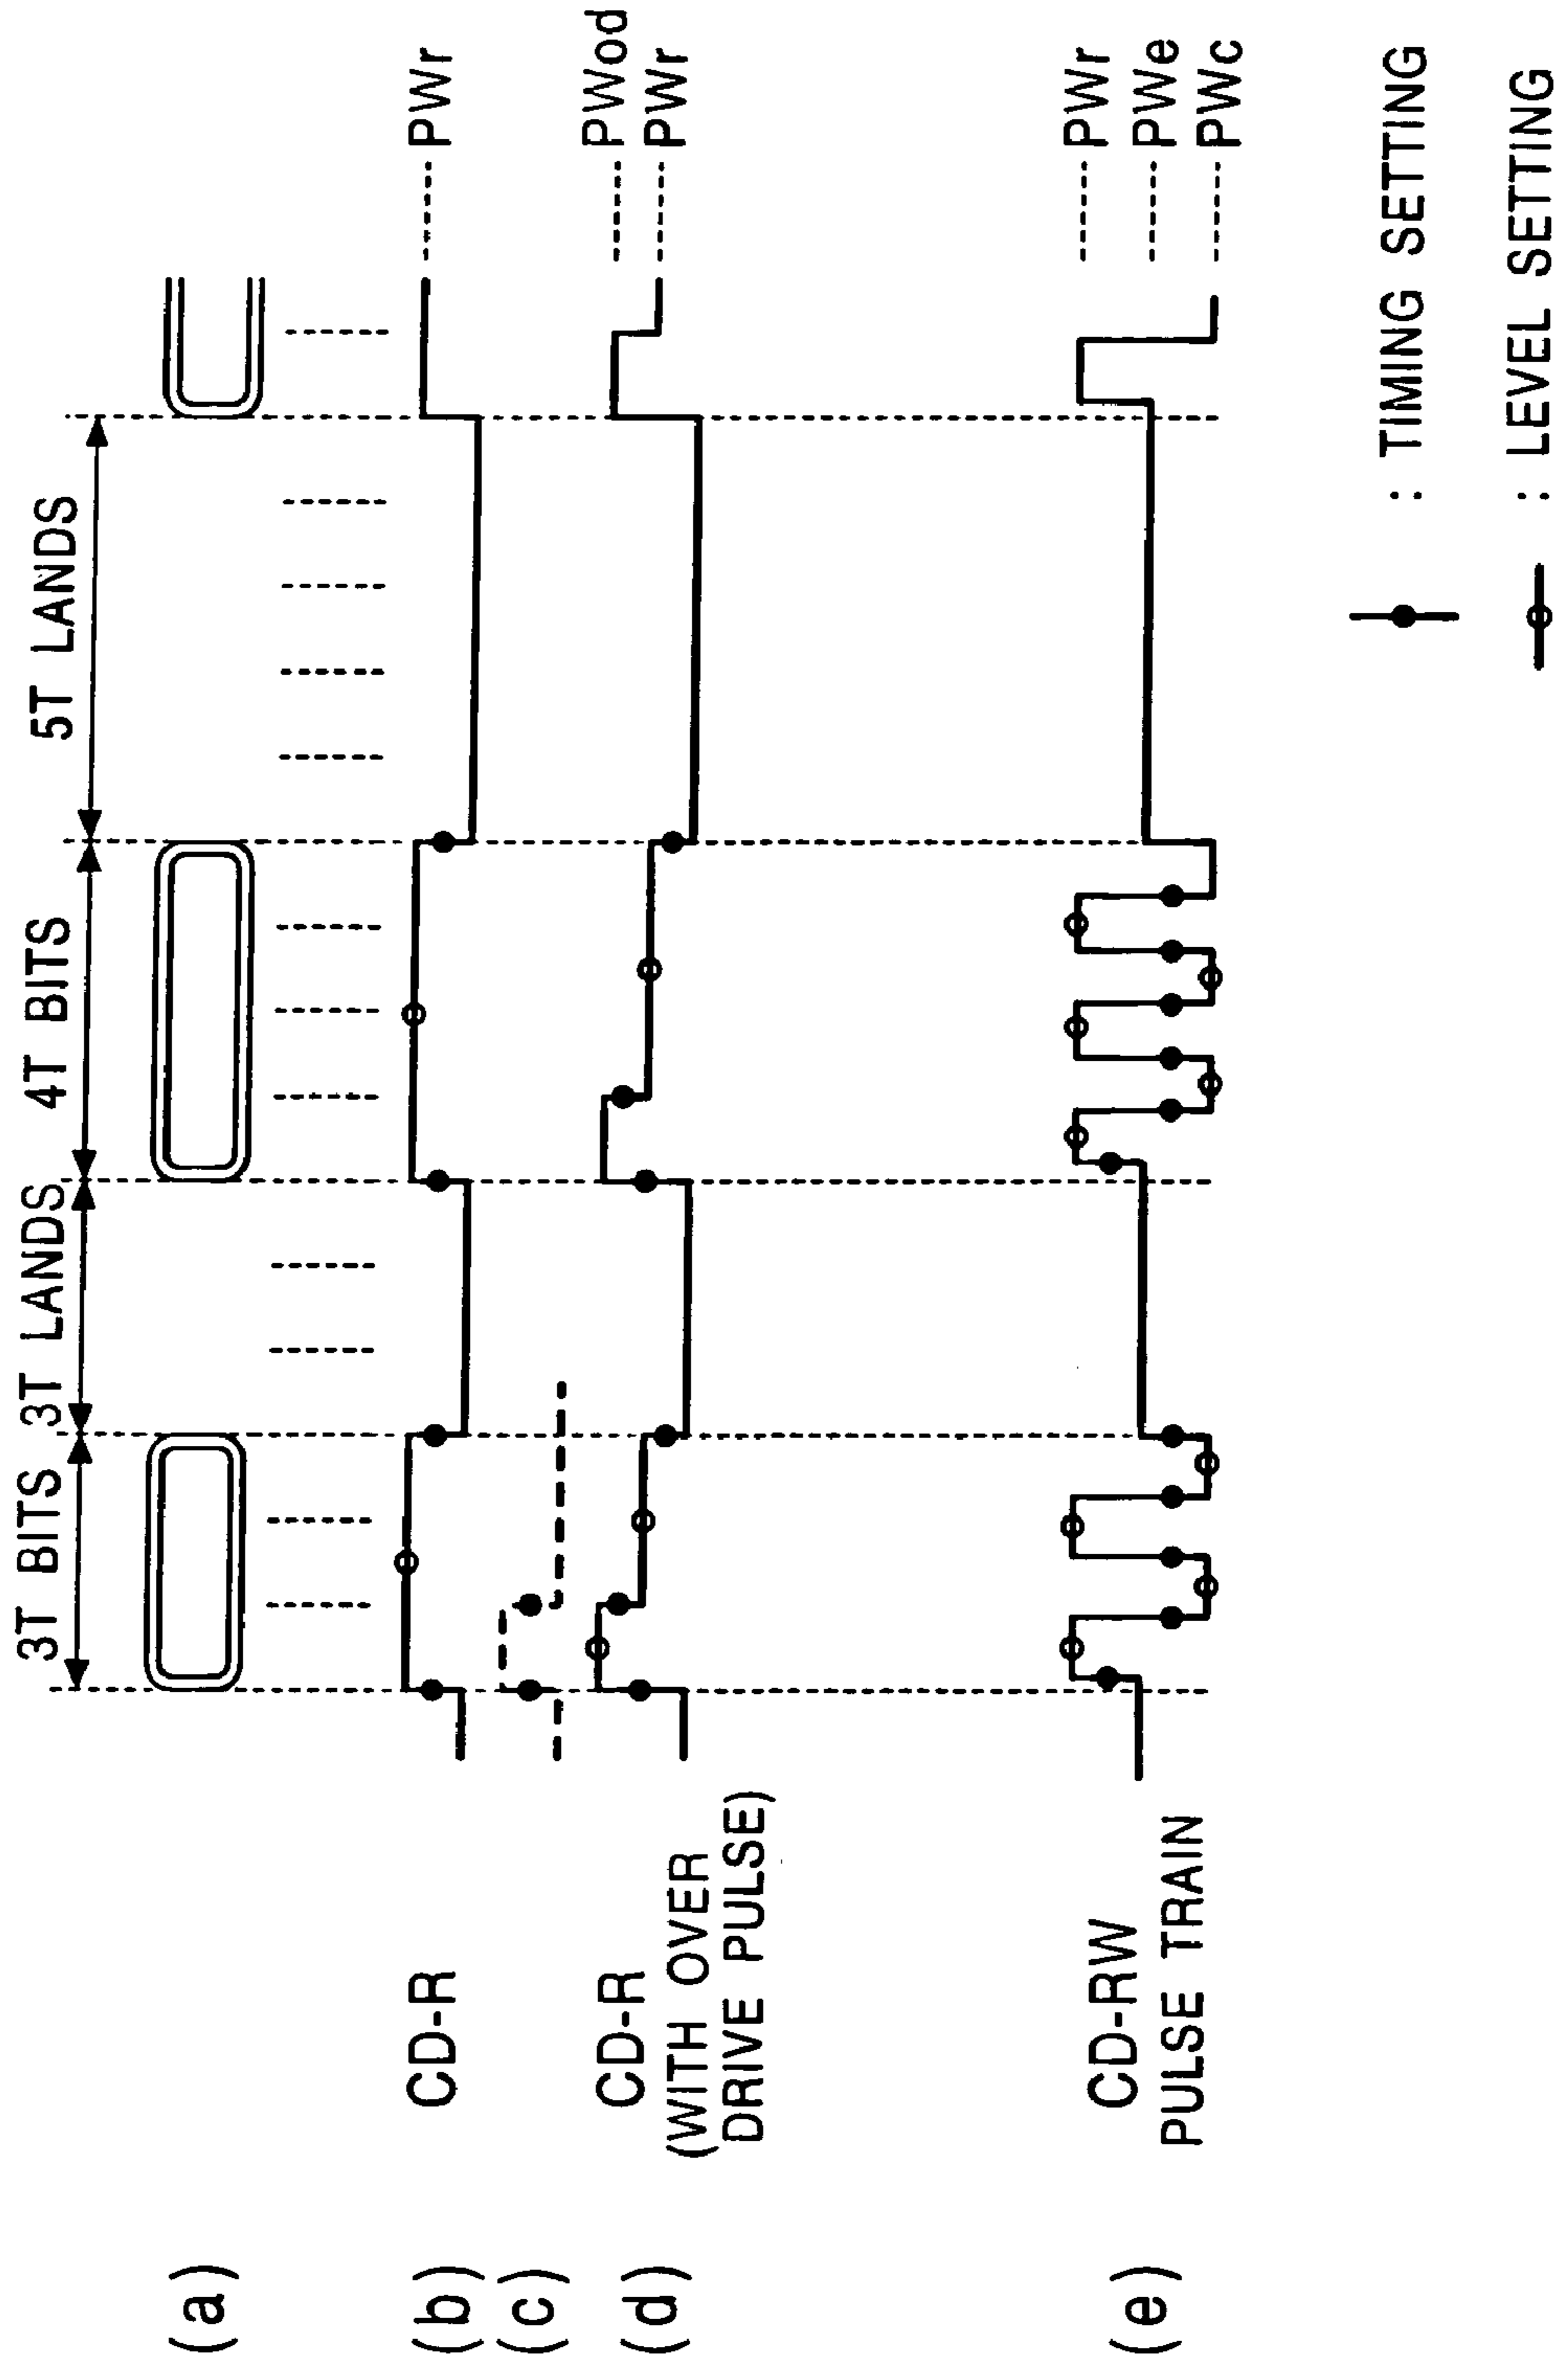 3T BITS 3T LANDS 4T BITS 5T LANDS
(a)
(b) CD-R PWr
(c)
(d) CD-R
(WITH OVER
DRIVE PULSE)
PWod
PWr
(e) CD-RW
PULSE TRAIN
PWr
PWe
PWc
: TIMING SETTING
: LEVEL SETTING